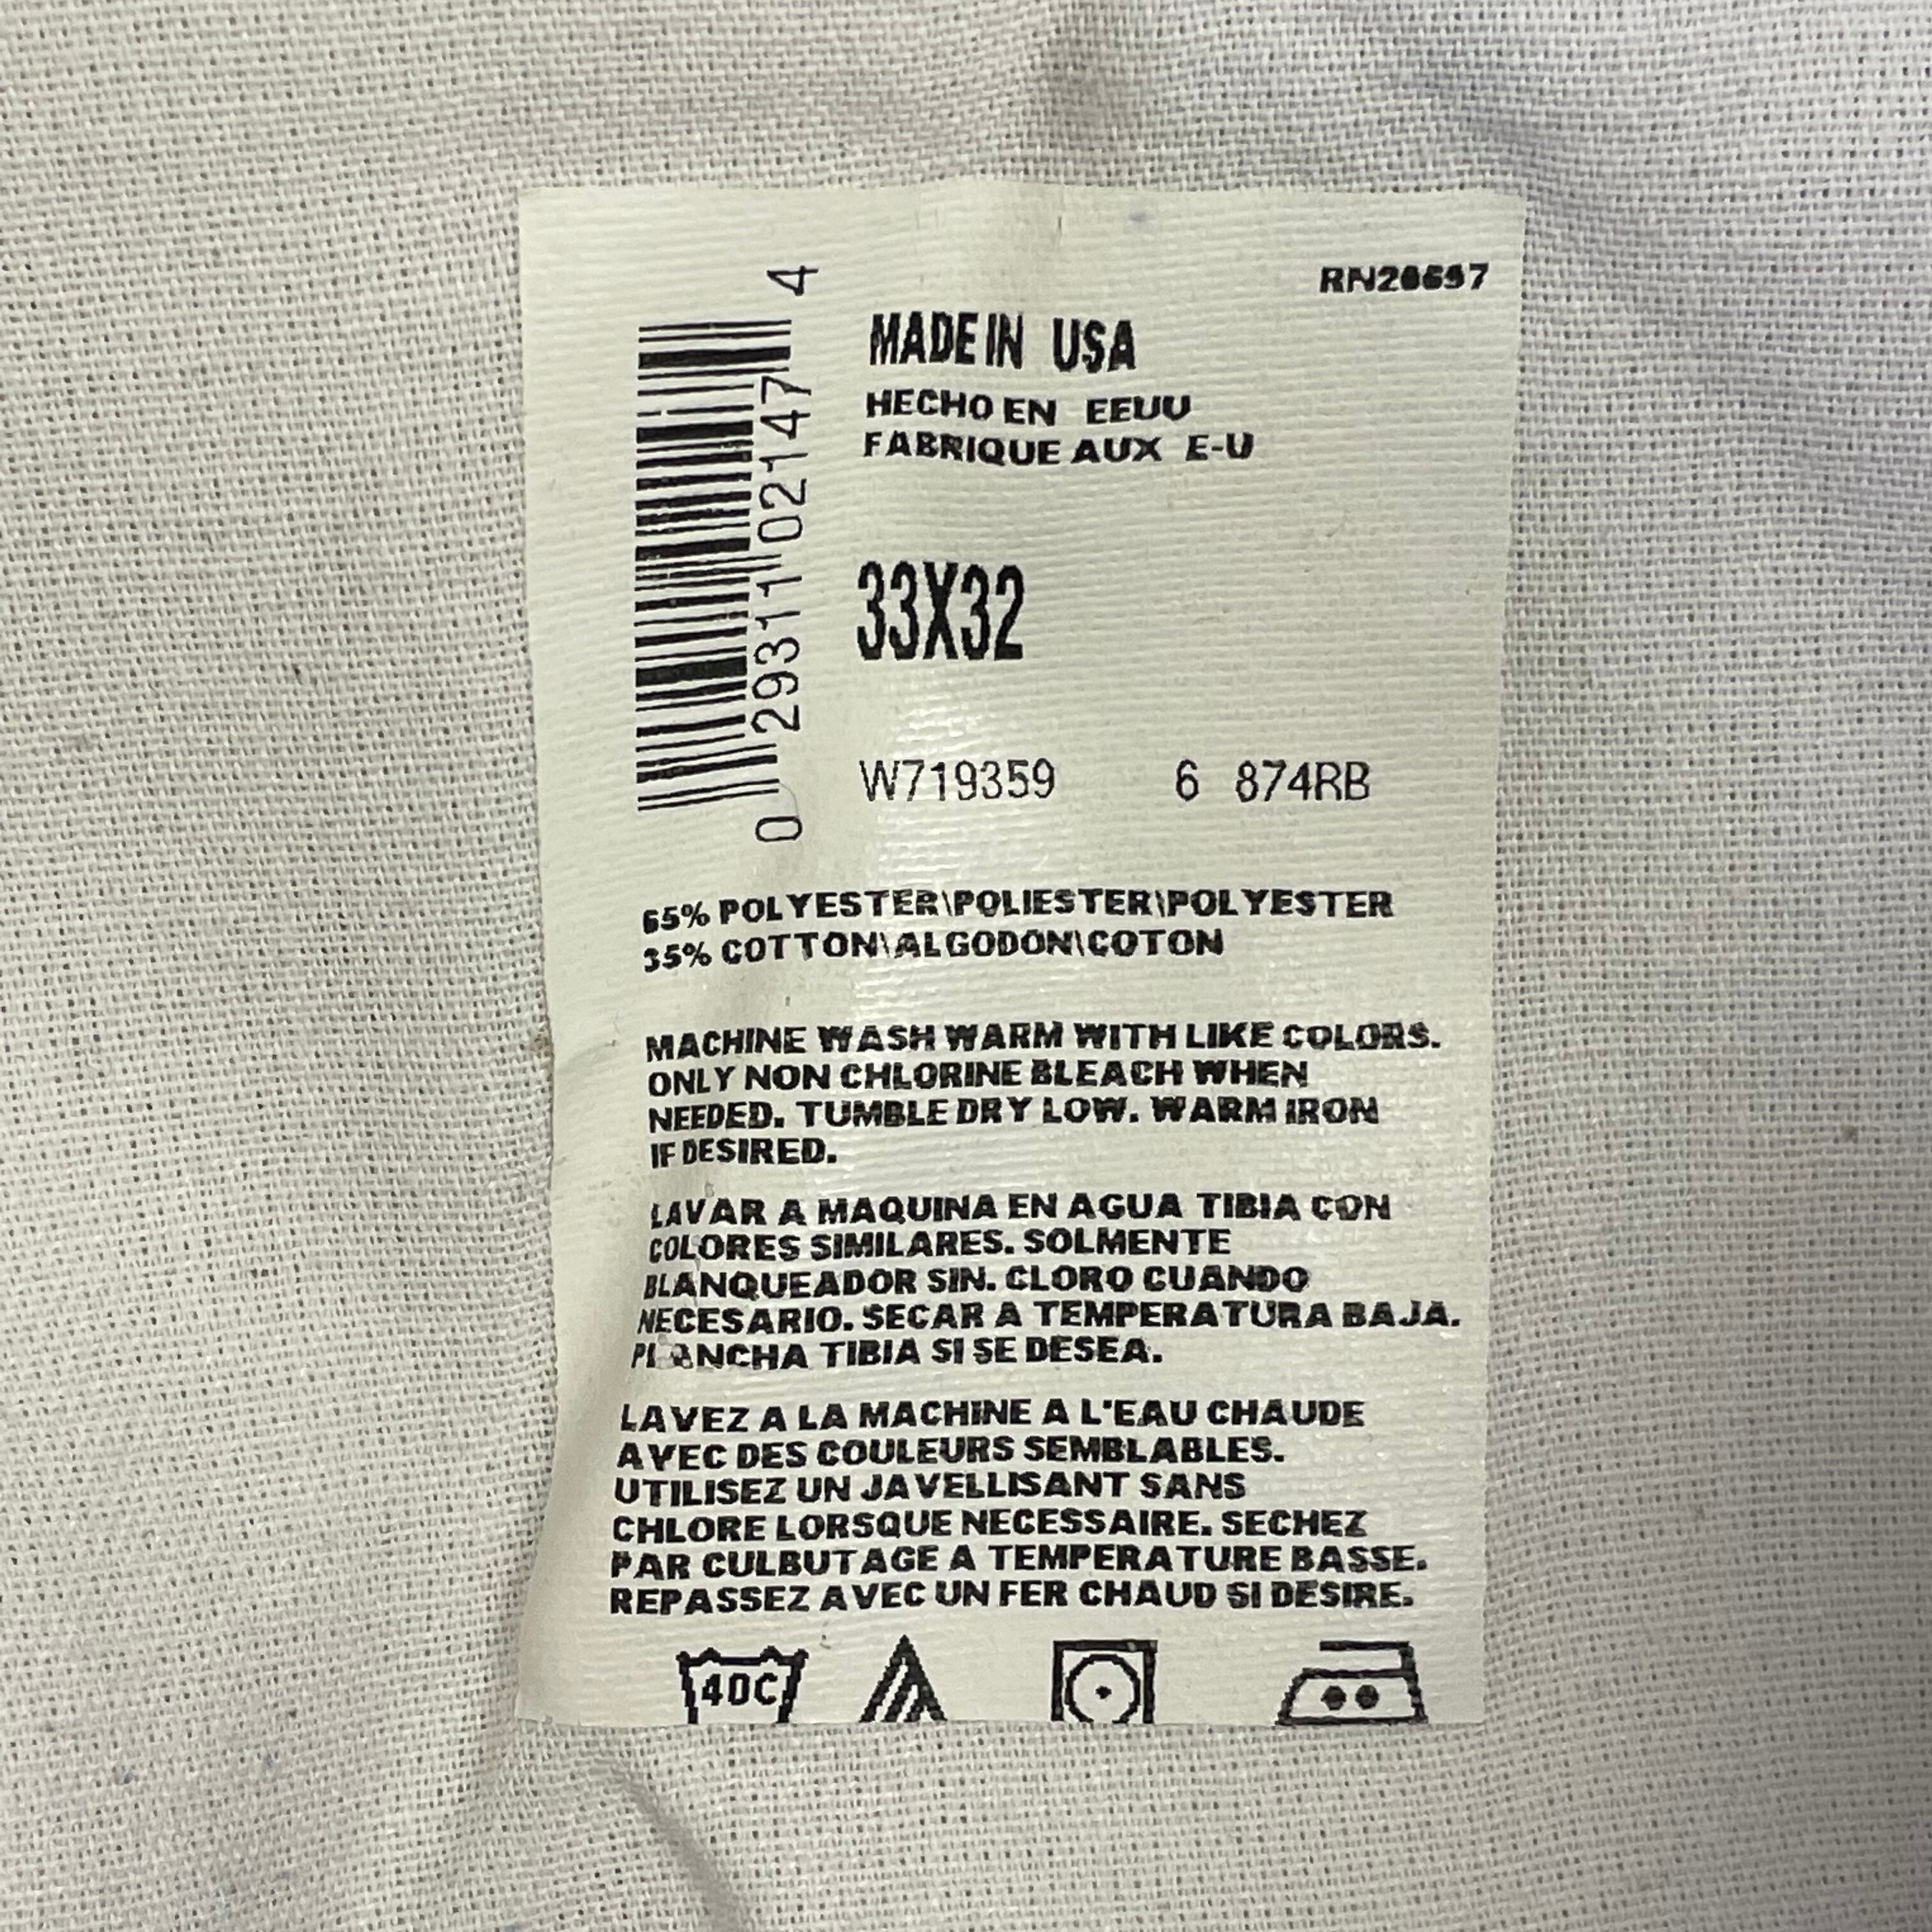 RN20697
MADE IN USA
HECHO EN EEUU
FABRIQUE AUX E-U
33X32
0 29311 02147 4
W719359 6 874RB
65% POLYESTER\POLIESTER\POLYESTER
35% COTTON\ALGODON\COTON
MACHINE WASH WARM WITH LIKE COLORS.
ONLY NON CHLORINE BLEACH WHEN
NEEDED. TUMBLE DRY LOW. WARM IRON
IF DESIRED.
LAVAR A MAQUINA EN AGUA TIBIA CON
COLORES SIMILARES. SOLMENTE
BLANQUEADOR SIN. CLORO CUANDO
NECESARIO. SECAR A TEMPERATURA BAJA.
PLANCHA TIBIA SI SE DESEA.
LAVEZ A LA MACHINE A L'EAU CHAUDE
AVEC DES COULEURS SEMBLABLES.
UTILISEZ UN JAVELLISANT SANS
CHLORE LORSQUE NECESSAIRE. SECHEZ
PAR CULBUTAGE A TEMPERATURE BASSE.
REPASSEZ AVEC UN FER CHAUD SI DESIRE.
40C